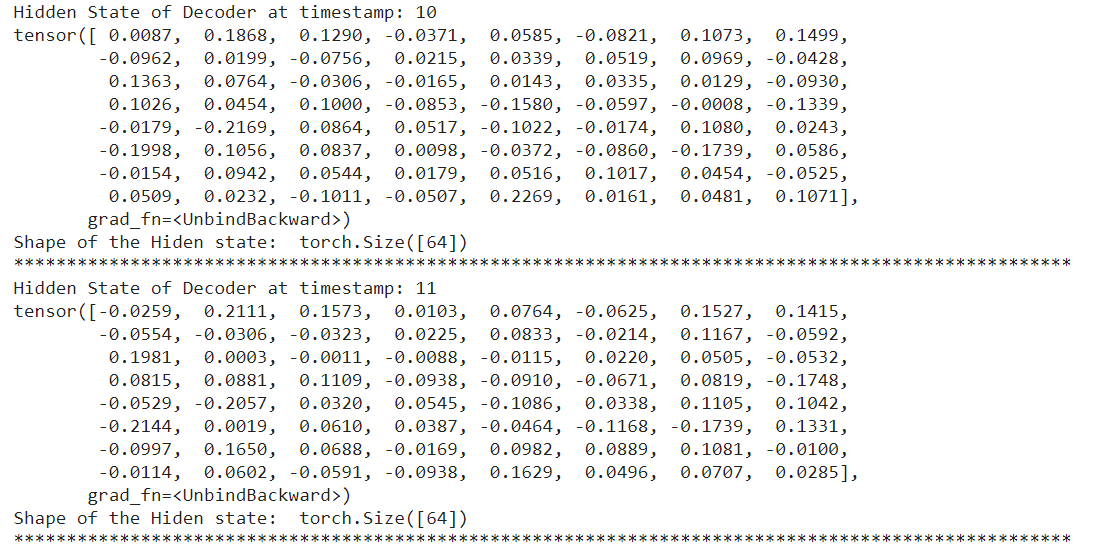 Hidden State of Decoder at timestamp: 10
tensor([ 0.0087,  0.1868,  0.1290, -0.0371,  0.0585, -0.0821,  0.1073,  0.1499,
        -0.0962,  0.0199, -0.0756,  0.0215,  0.0339,  0.0519,  0.0969, -0.0428,
         0.1363,  0.0764, -0.0306, -0.0165,  0.0143,  0.0335,  0.0129, -0.0930,
         0.1026,  0.0454,  0.1000, -0.0853, -0.1580, -0.0597, -0.0008, -0.1339,
        -0.0179, -0.2169,  0.0864,  0.0517, -0.1022, -0.0174,  0.1080,  0.0243,
        -0.1998,  0.1056,  0.0837,  0.0098, -0.0372, -0.0860, -0.1739,  0.0586,
        -0.0154,  0.0942,  0.0544,  0.0179,  0.0516,  0.1017,  0.0454, -0.0525,
         0.0509,  0.0232, -0.1011, -0.0507,  0.2269,  0.0161,  0.0481,  0.1071],
       grad_fn=<UnbindBackward>)
Shape of the Hiden state:  torch.Size([64])
****************************************************************************************************
Hidden State of Decoder at timestamp: 11
tensor([-0.0259,  0.2111,  0.1573,  0.0103,  0.0764, -0.0625,  0.1527,  0.1415,
        -0.0554, -0.0306, -0.0323,  0.0225,  0.0833, -0.0214,  0.1167, -0.0592,
         0.1981,  0.0003, -0.0011, -0.0088, -0.0115,  0.0220,  0.0505, -0.0532,
         0.0815,  0.0881,  0.1109, -0.0938, -0.0910, -0.0671,  0.0819, -0.1748,
        -0.0529, -0.2057,  0.0320,  0.0545, -0.1086,  0.0338,  0.1105,  0.1042,
        -0.2144,  0.0019,  0.0610,  0.0387, -0.0464, -0.1168, -0.1739,  0.1331,
        -0.0997,  0.1650,  0.0688, -0.0169,  0.0982,  0.0889,  0.1081, -0.0100,
        -0.0114,  0.0602, -0.0591, -0.0938,  0.1629,  0.0496,  0.0707,  0.0285],
       grad_fn=<UnbindBackward>)
Shape of the Hiden state:  torch.Size([64])
****************************************************************************************************